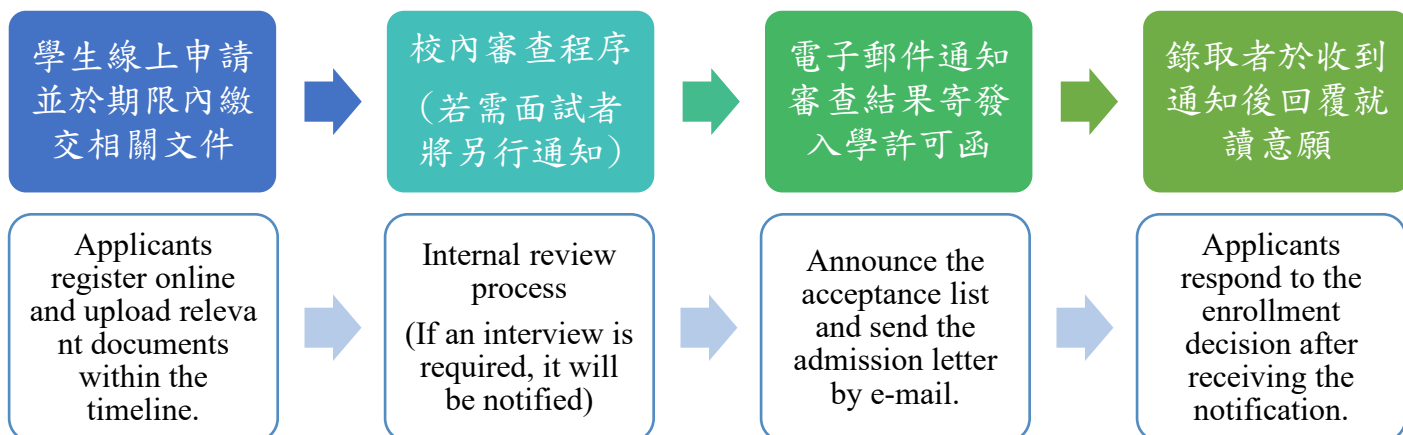 學生線上申請
並於期限內繳
交相關文件
校內審查程序
（若需面試者
將另行通知）
電子郵件通知
審查結果寄發
入學許可函
錄取者於收到
通知後回覆就
讀意願
Applicants
register online
and upload releva
nt documents
within the
timeline.
Internal review
process
(If an interview is
required, it will
be notified)
Announce the
acceptance list
and send the
admission letter
by e-mail.
Applicants
respond to the
enrollment
decision after
receiving the
notification.